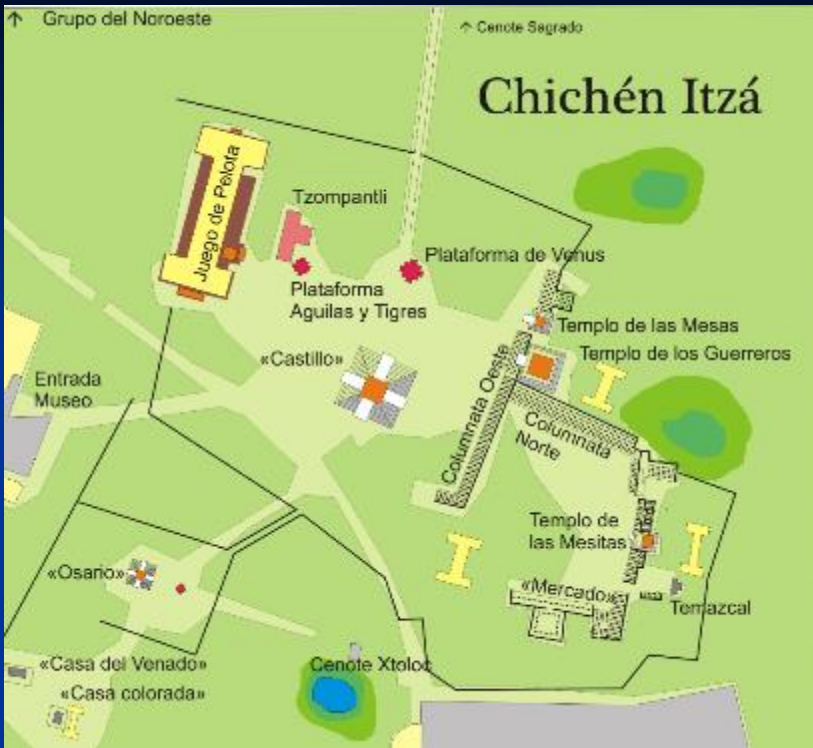 Grupo del Noroeste
Cenote Sagrado
Chichén Itzá
Juego de Pelota
Tzompantli
Plataforma de Venus
Plataforma
Aguilas y Tigres
Templo de las Mesas
Templo de los Guerreros
«Castillo»
Entrada
Museo
Columnata Oeste
Columnata
Norte
Templo de
las Mesitas
«Osario»
«Mercado»
Temazcal
«Casa del Venado»
Cenote Xtoloc
«Casa colorada»